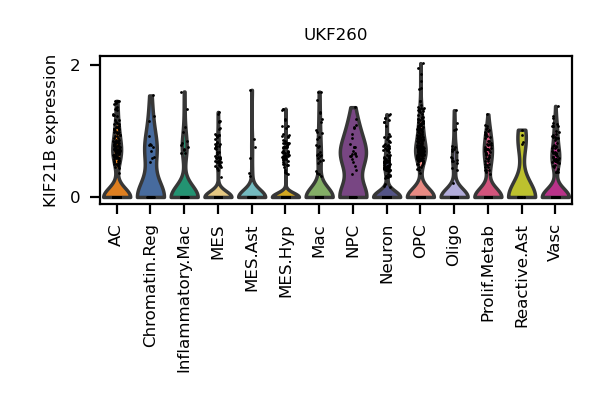 UKF260
KIF21B expression
2
0
AC
Chromatin.Reg
Inflammatory.Mac
MES
MES.Ast
MES.Hyp
Mac
NPC
Neuron
OPC
Oligo
Prolif.Metab
Reactive.Ast
Vasc